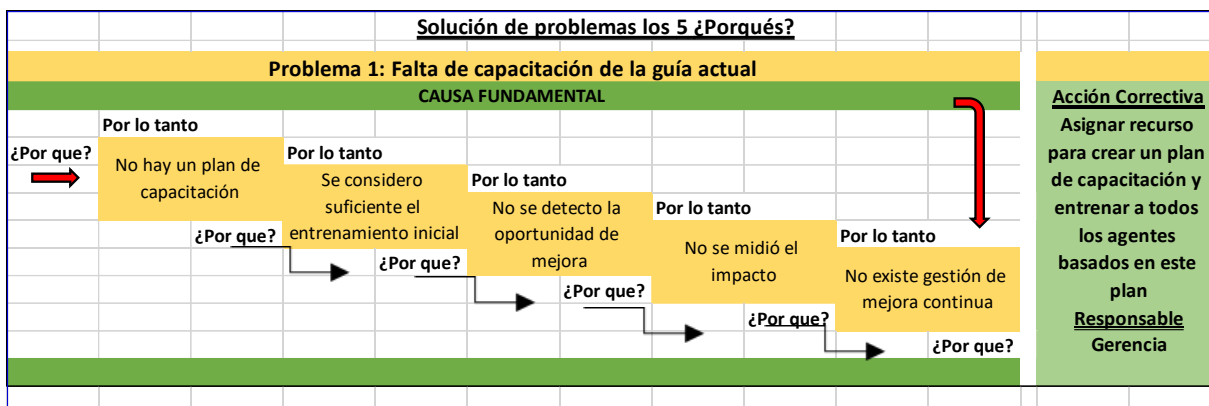 Solución de problemas los 5 ¿Porqués?
Problema 1: Falta de capacitación de la guía actual
CAUSA FUNDAMENTAL
¿Por que?
Por lo tanto
No hay un plan de
capacitación
¿Por que?
Por lo tanto
Se considero
suficiente el
entrenamiento inicial
¿Por que?
Por lo tanto
No se detecto la
oportunidad de
mejora
¿Por que?
Por lo tanto
No se midió el
impacto
¿Por que?
Por lo tanto
No existe gestión de
mejora continua
¿Por que?
Acción Correctiva
Asignar recurso
para crear un plan
de capacitación y
entrenar a todos
los agentes
basados en este
plan
Responsable
Gerencia